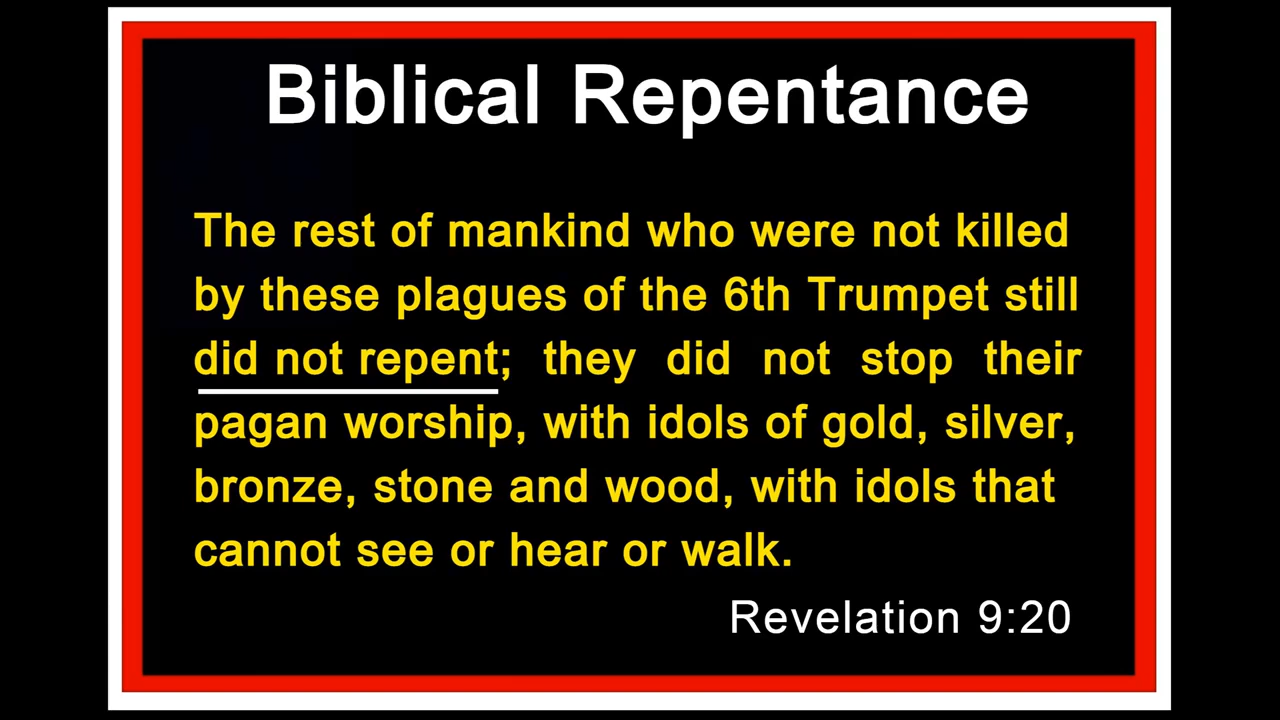 Biblical Repentance
The rest of mankind who were not killed
by these plagues of the 6th Trumpet still
did not repent; they did not stop their
pagan worship, with idols of gold, silver,
bronze, stone and wood, with idols that
cannot see or hear or walk.
Revelation 9:20